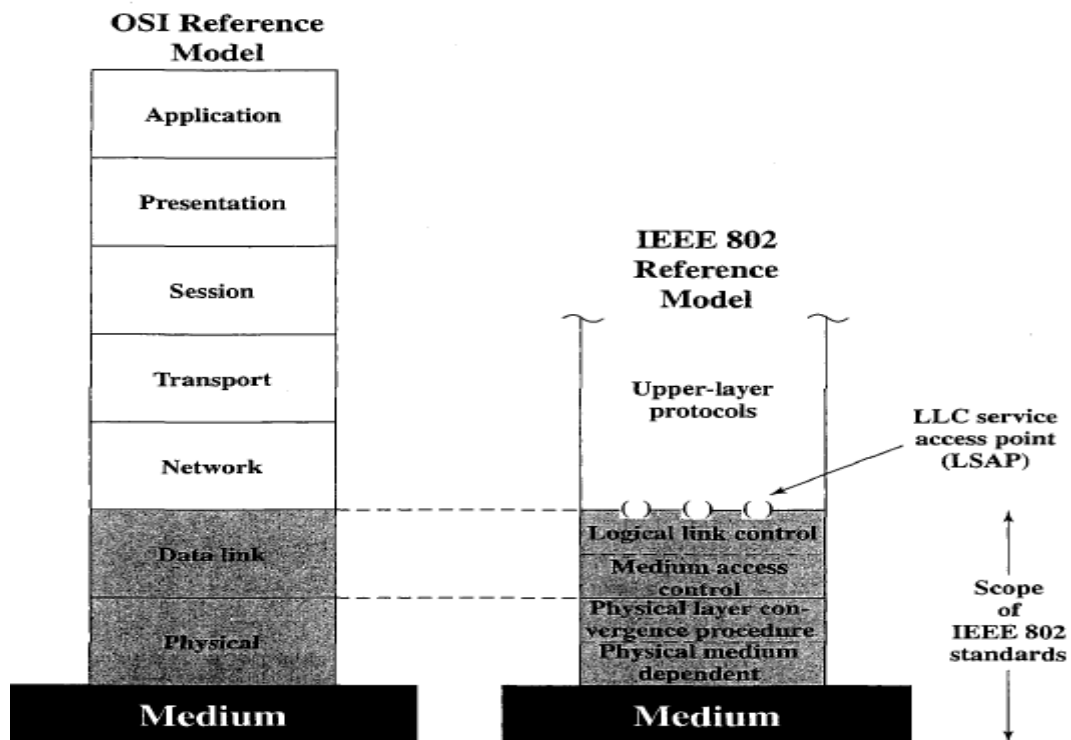 OSI Reference
Model
Application
Presentation
Session
Transport
Network
Data link
Physical
Medium
IEEE 802
Reference
Model
Upper-layer
protocols
LLC service
access point
(LSAP)
Logical link control
Medium access
control
Physical layer con-
vergence procedure
Physical medium
dependent
Medium
Scope
of
IEEE 802
standards